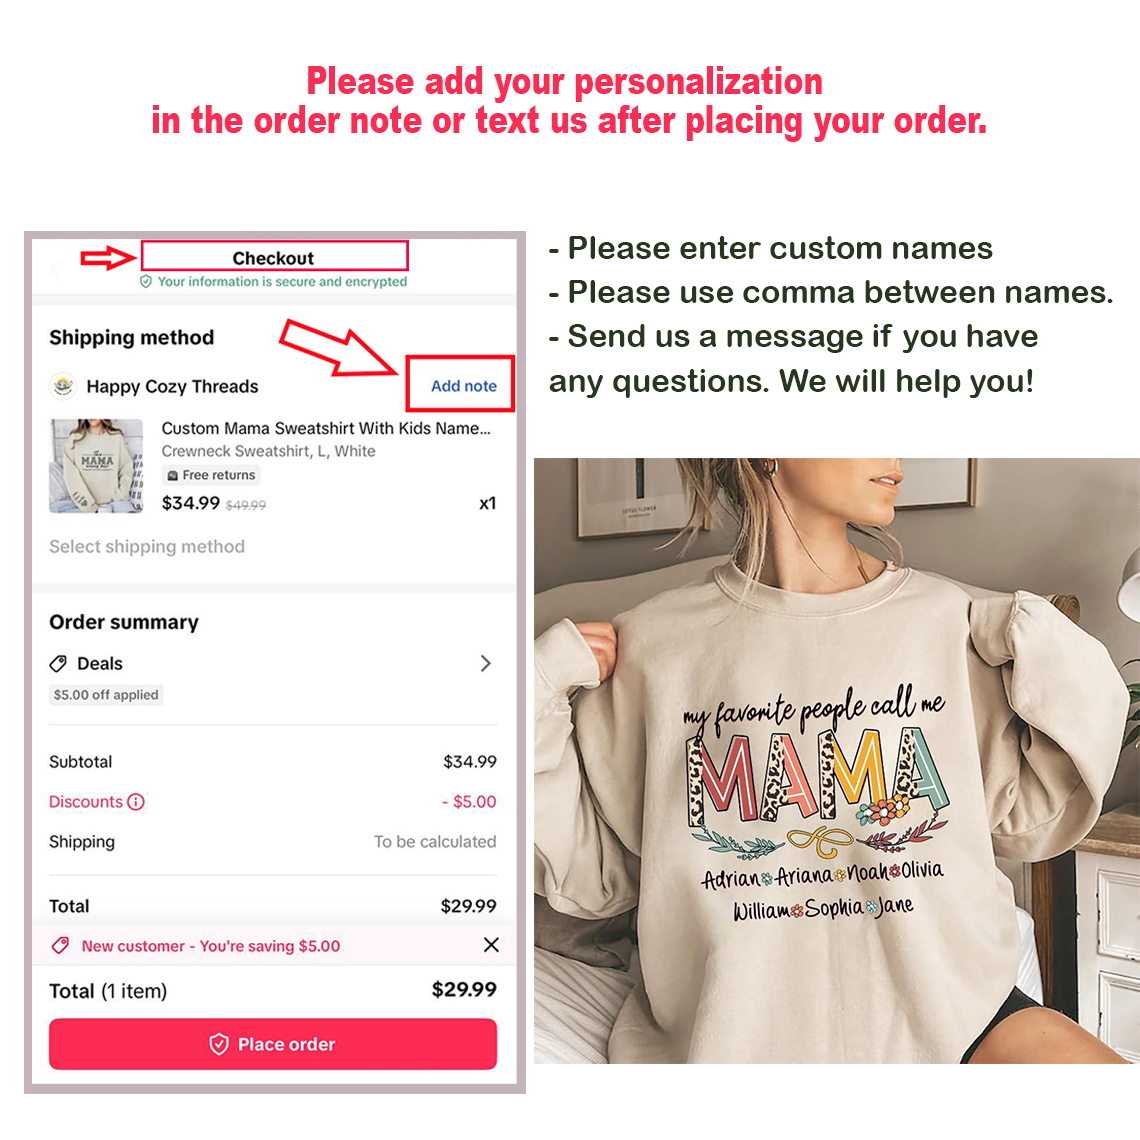 Please add your personalization
in the order note or text us after placing your order.
Checkout
Your information is secure and encrypted
Shipping method
Happy Cozy Threads
Add note
Custom Mama Sweatshirt With Kids Name...
Crewneck Sweatshirt, L, White
Free returns
$34.99 $49.99
x1
MAMA
Select shipping method
Order summary
Deals
$5.00 off applied
Subtotal
$34.99
Discounts
- $5.00
Shipping
To be calculated
Total
$29.99
New customer - You're saving $5.00
Total (1 item)
$29.99
Place order
- Please enter custom names
- Please use comma between names.
- Send us a message if you have
any questions. We will help you!
LOTUS FLOWER
my favorite people call me
MAMA
Adrian Ariana Noah Olivia
William Sophia Jane